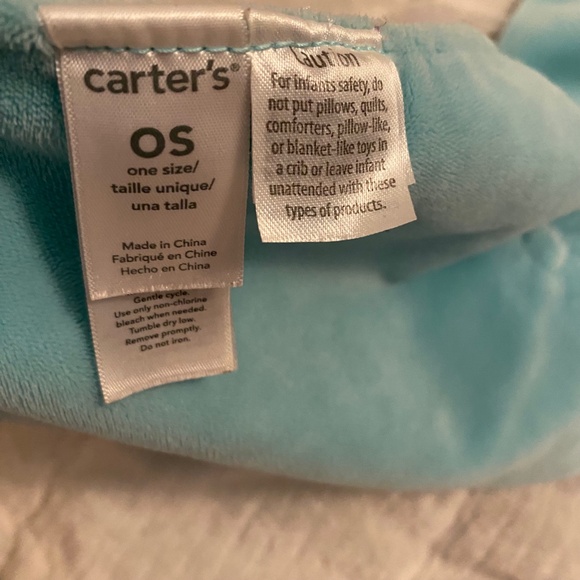 carter's®
OS
one size/
taille unique/
una talla
Made in China
Fabriqué en Chine
Hecho en China
Gentle cycle.
Use only non-chlorine
bleach when needed.
Tumble dry low.
Remove promptly.
Do not iron.
Caution
For infants safety, do
not put pillows, quilts,
comforters, pillow-like,
or blanket-like toys in
a crib or leave infant
unattended with these
types of products.